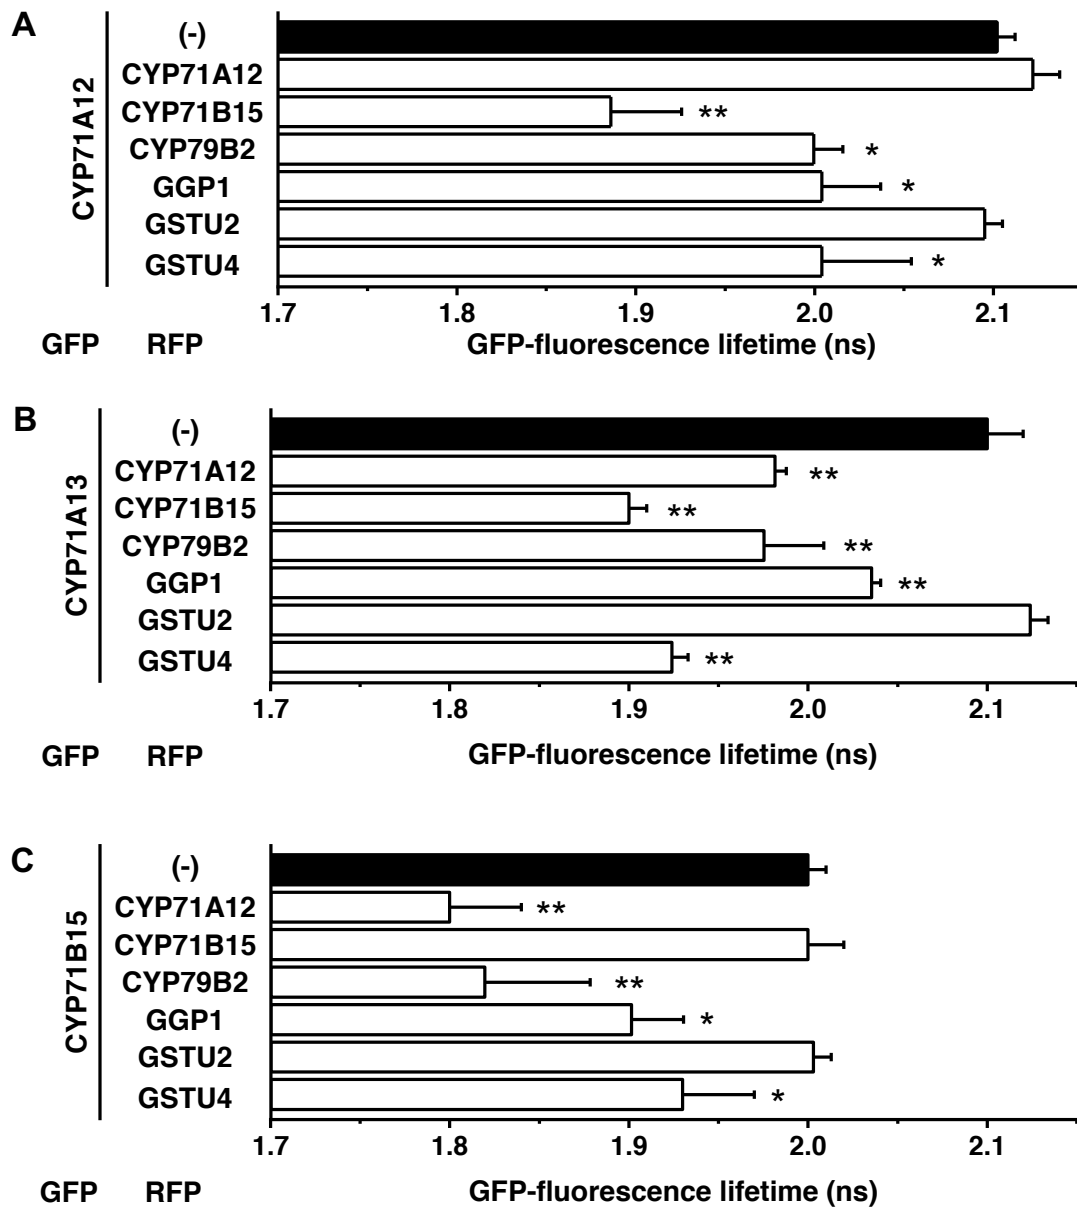 A
CYP71A12
(-)
CYP71A12
CYP71B15 **
CYP79B2 *
GGP1 *
GSTU2
GSTU4 *
1.7 1.8 1.9 2.0 2.1
GFP RFP GFP-fluorescence lifetime (ns)
B
CYP71A13
(-)
CYP71A12 **
CYP71B15 **
CYP79B2 **
GGP1 **
GSTU2
GSTU4 **
1.7 1.8 1.9 2.0 2.1
GFP RFP GFP-fluorescence lifetime (ns)
C
CYP71B15
(-)
CYP71A12 **
CYP71B15
CYP79B2 **
GGP1 *
GSTU2
GSTU4 *
1.7 1.8 1.9 2.0 2.1
GFP RFP GFP-fluorescence lifetime (ns)